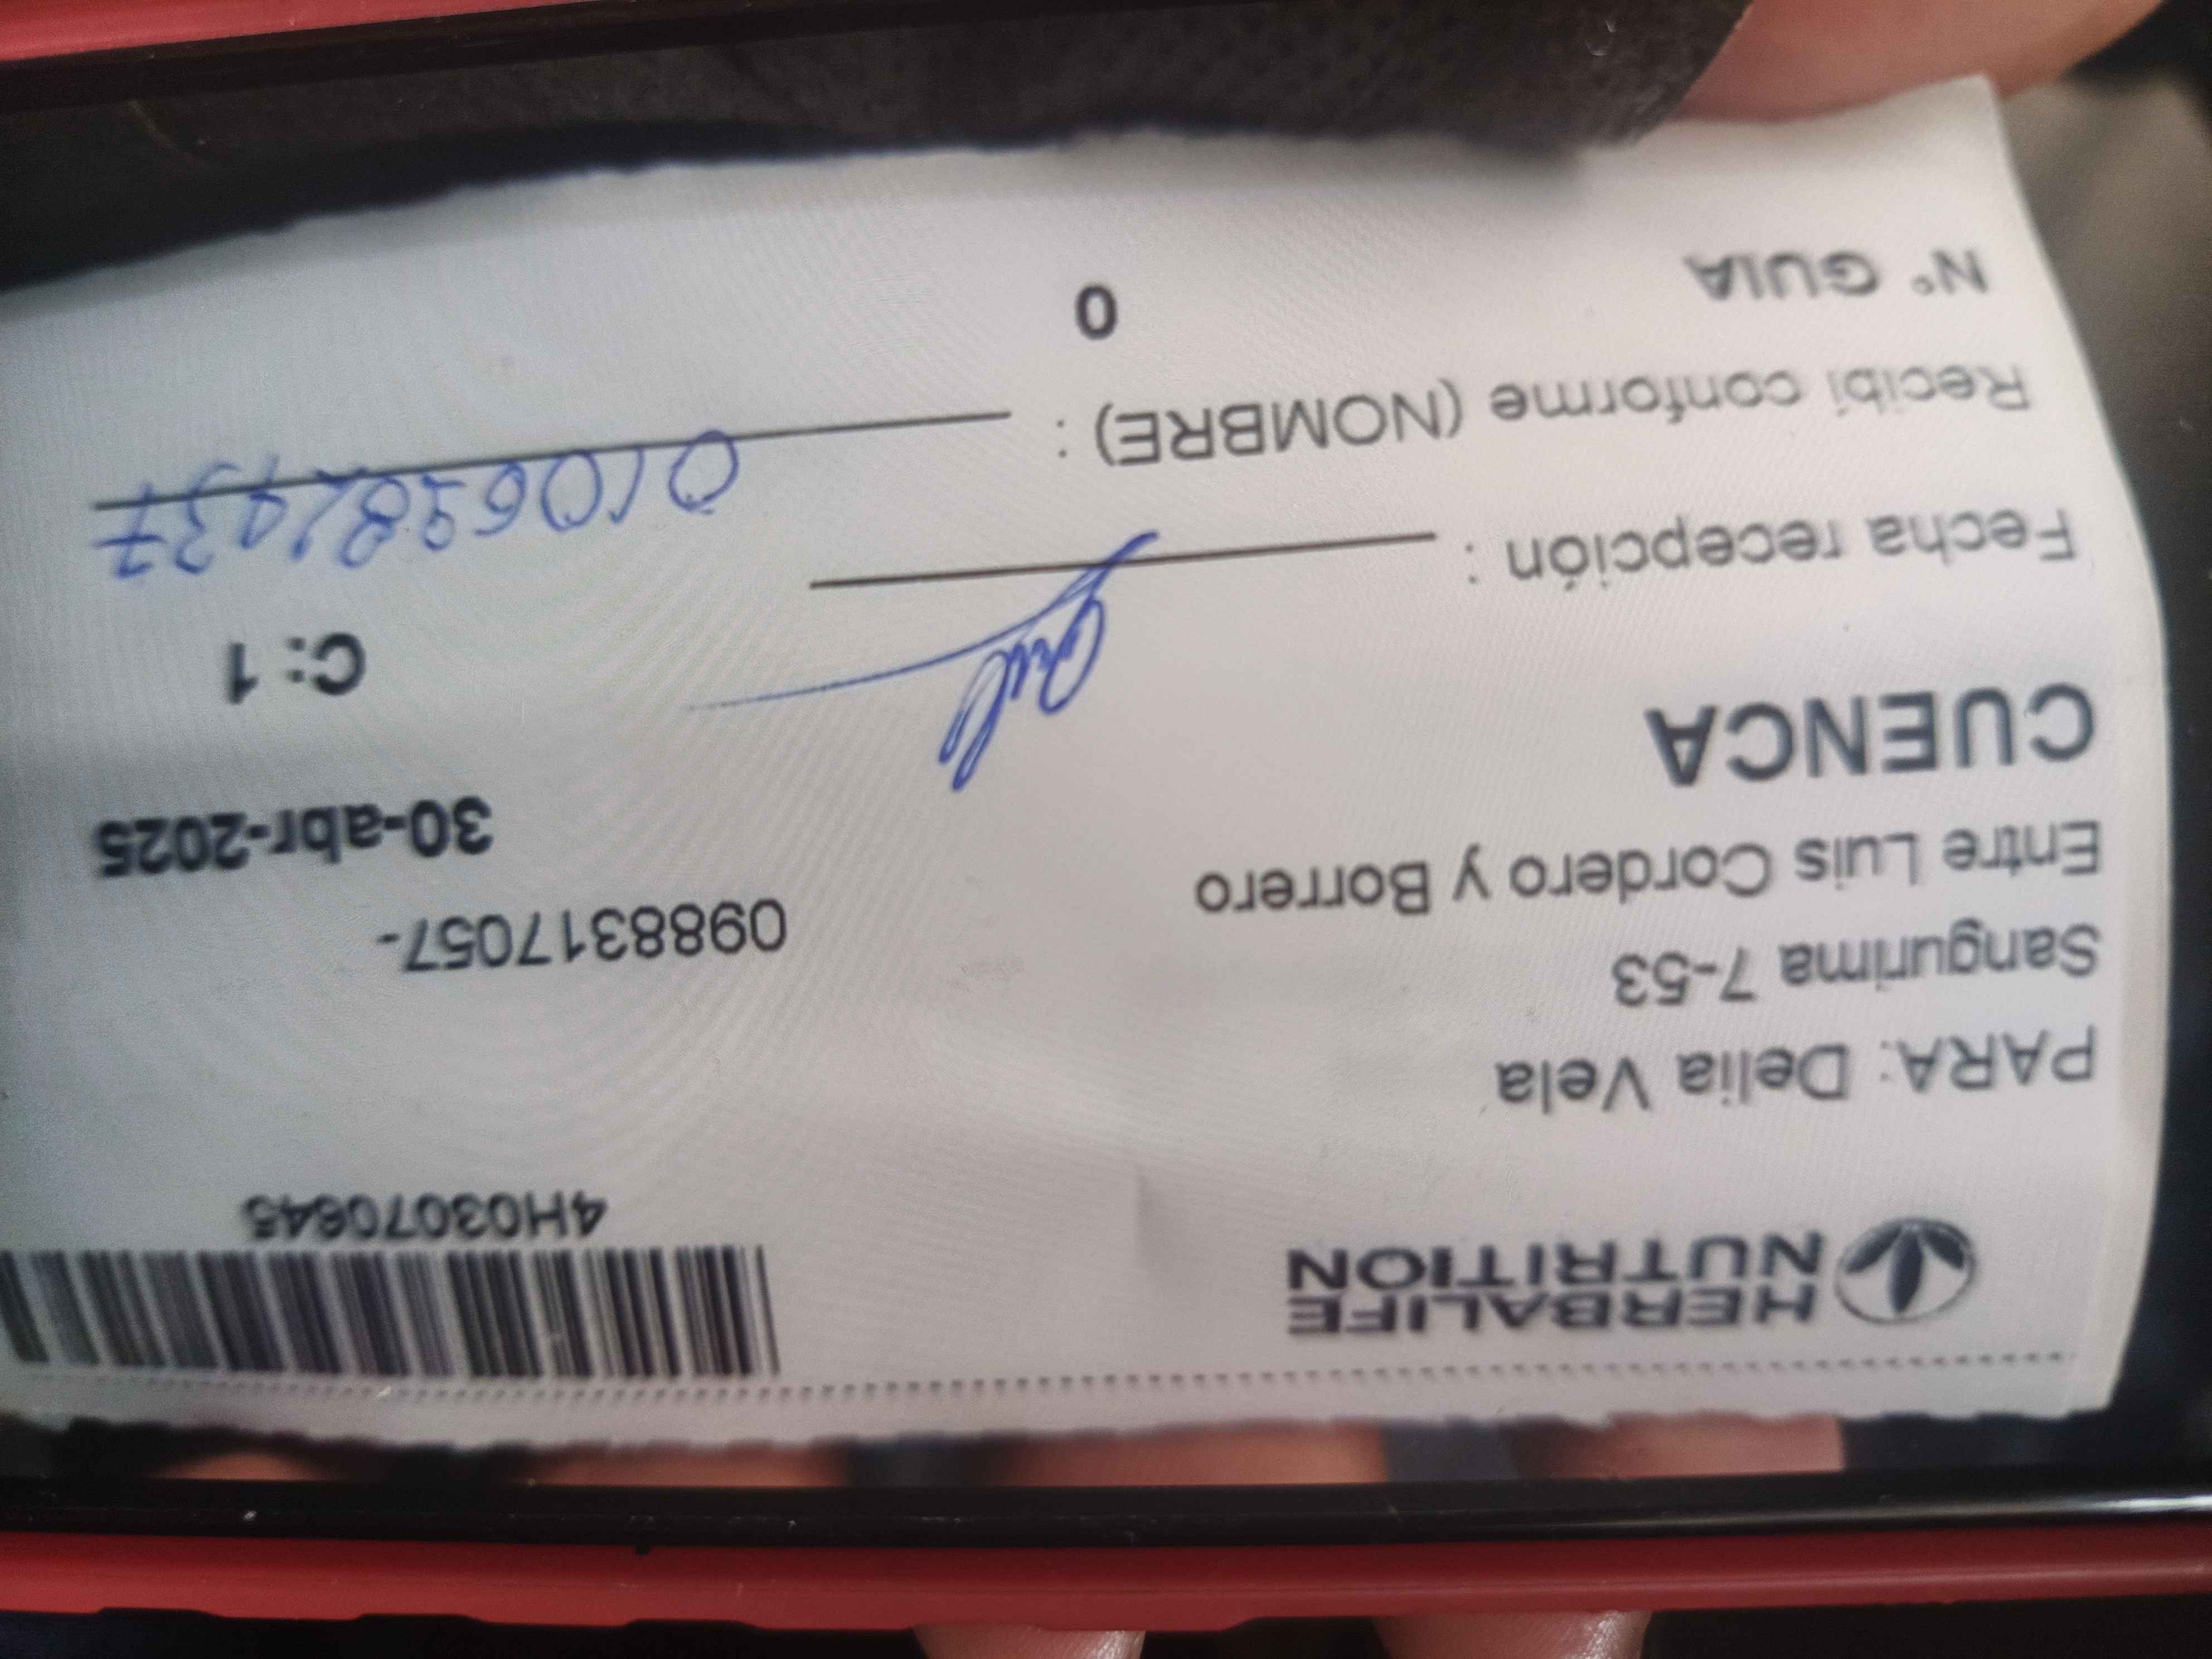 HERBALIFE
NUTRITION
4H03070645
PARA: Delia Vela
Sangurima 7-53
0988317057-
Entre Luis Cordero y Borrero
30-abr-2025
CUENCA
C: 1
Fecha recepción :
Recibí conforme (NOMBRE) :
N° GUIA
0